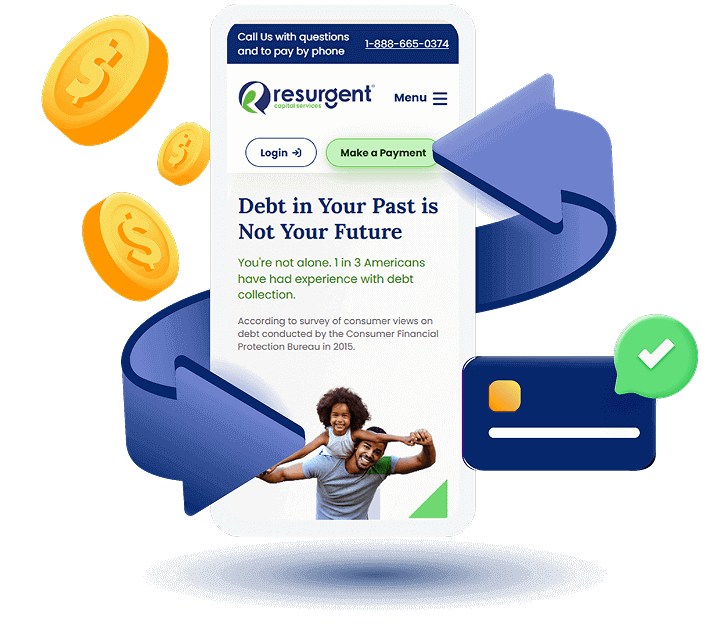 Call Us with questions
and to pay by phone
1-888-665-0374
resurgent
capital services
Menu
Login
Make a Payment
Debt in Your Past is
Not Your Future
You're not alone. 1 in 3 Americans
have had experience with debt
collection.
According to survey of consumer views on
debt conducted by the Consumer Financial
Protection Bureau in 2015.